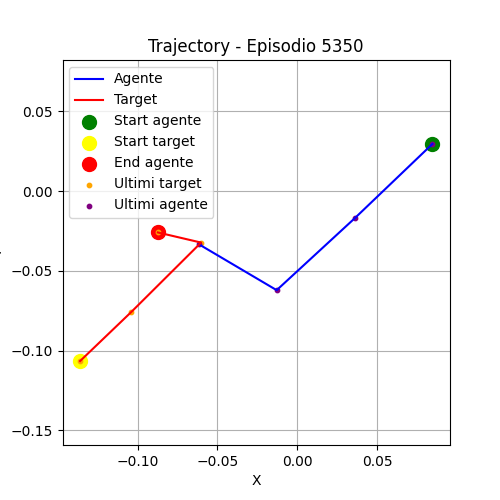 Trajectory - Episodio 5350
Agente
Target
Start agente
Start target
End agente
Ultimi target
Ultimi agente
0.05
0.00
−0.05
−0.10
−0.15
−0.10
−0.05
0.00
0.05
X